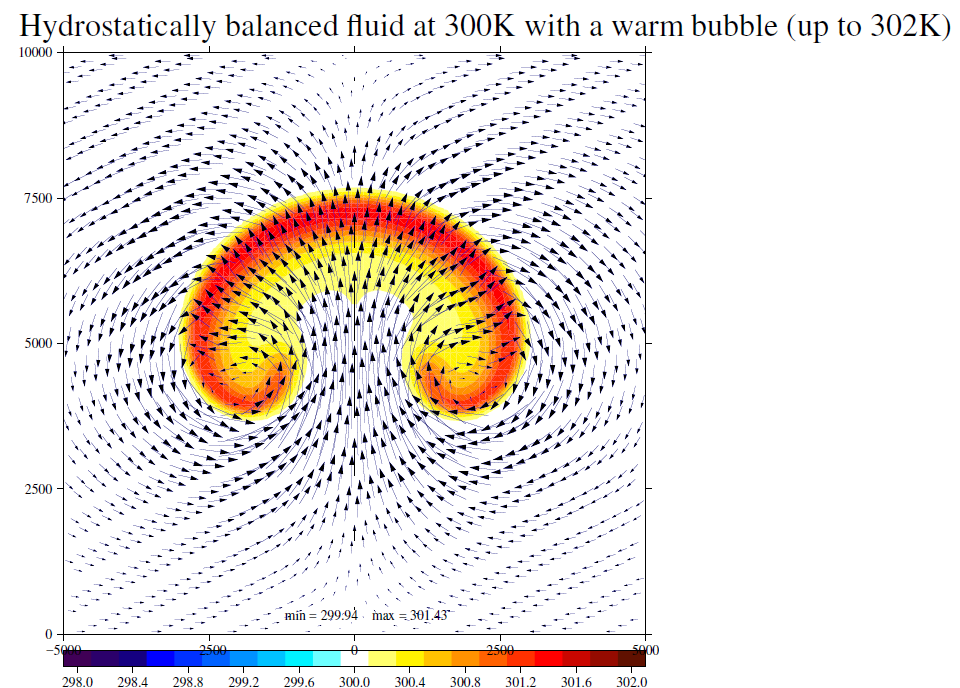 Hydrostatically balanced fluid at 300K with a warm bubble (up to 302K)
10000
7500
5000
2500
min = 299.94 max = 301.43
0
−5000 −2500 0 2500 5000
298.0 298.4 298.8 299.2 299.6 300.0 300.4 300.8 301.2 301.6 302.0